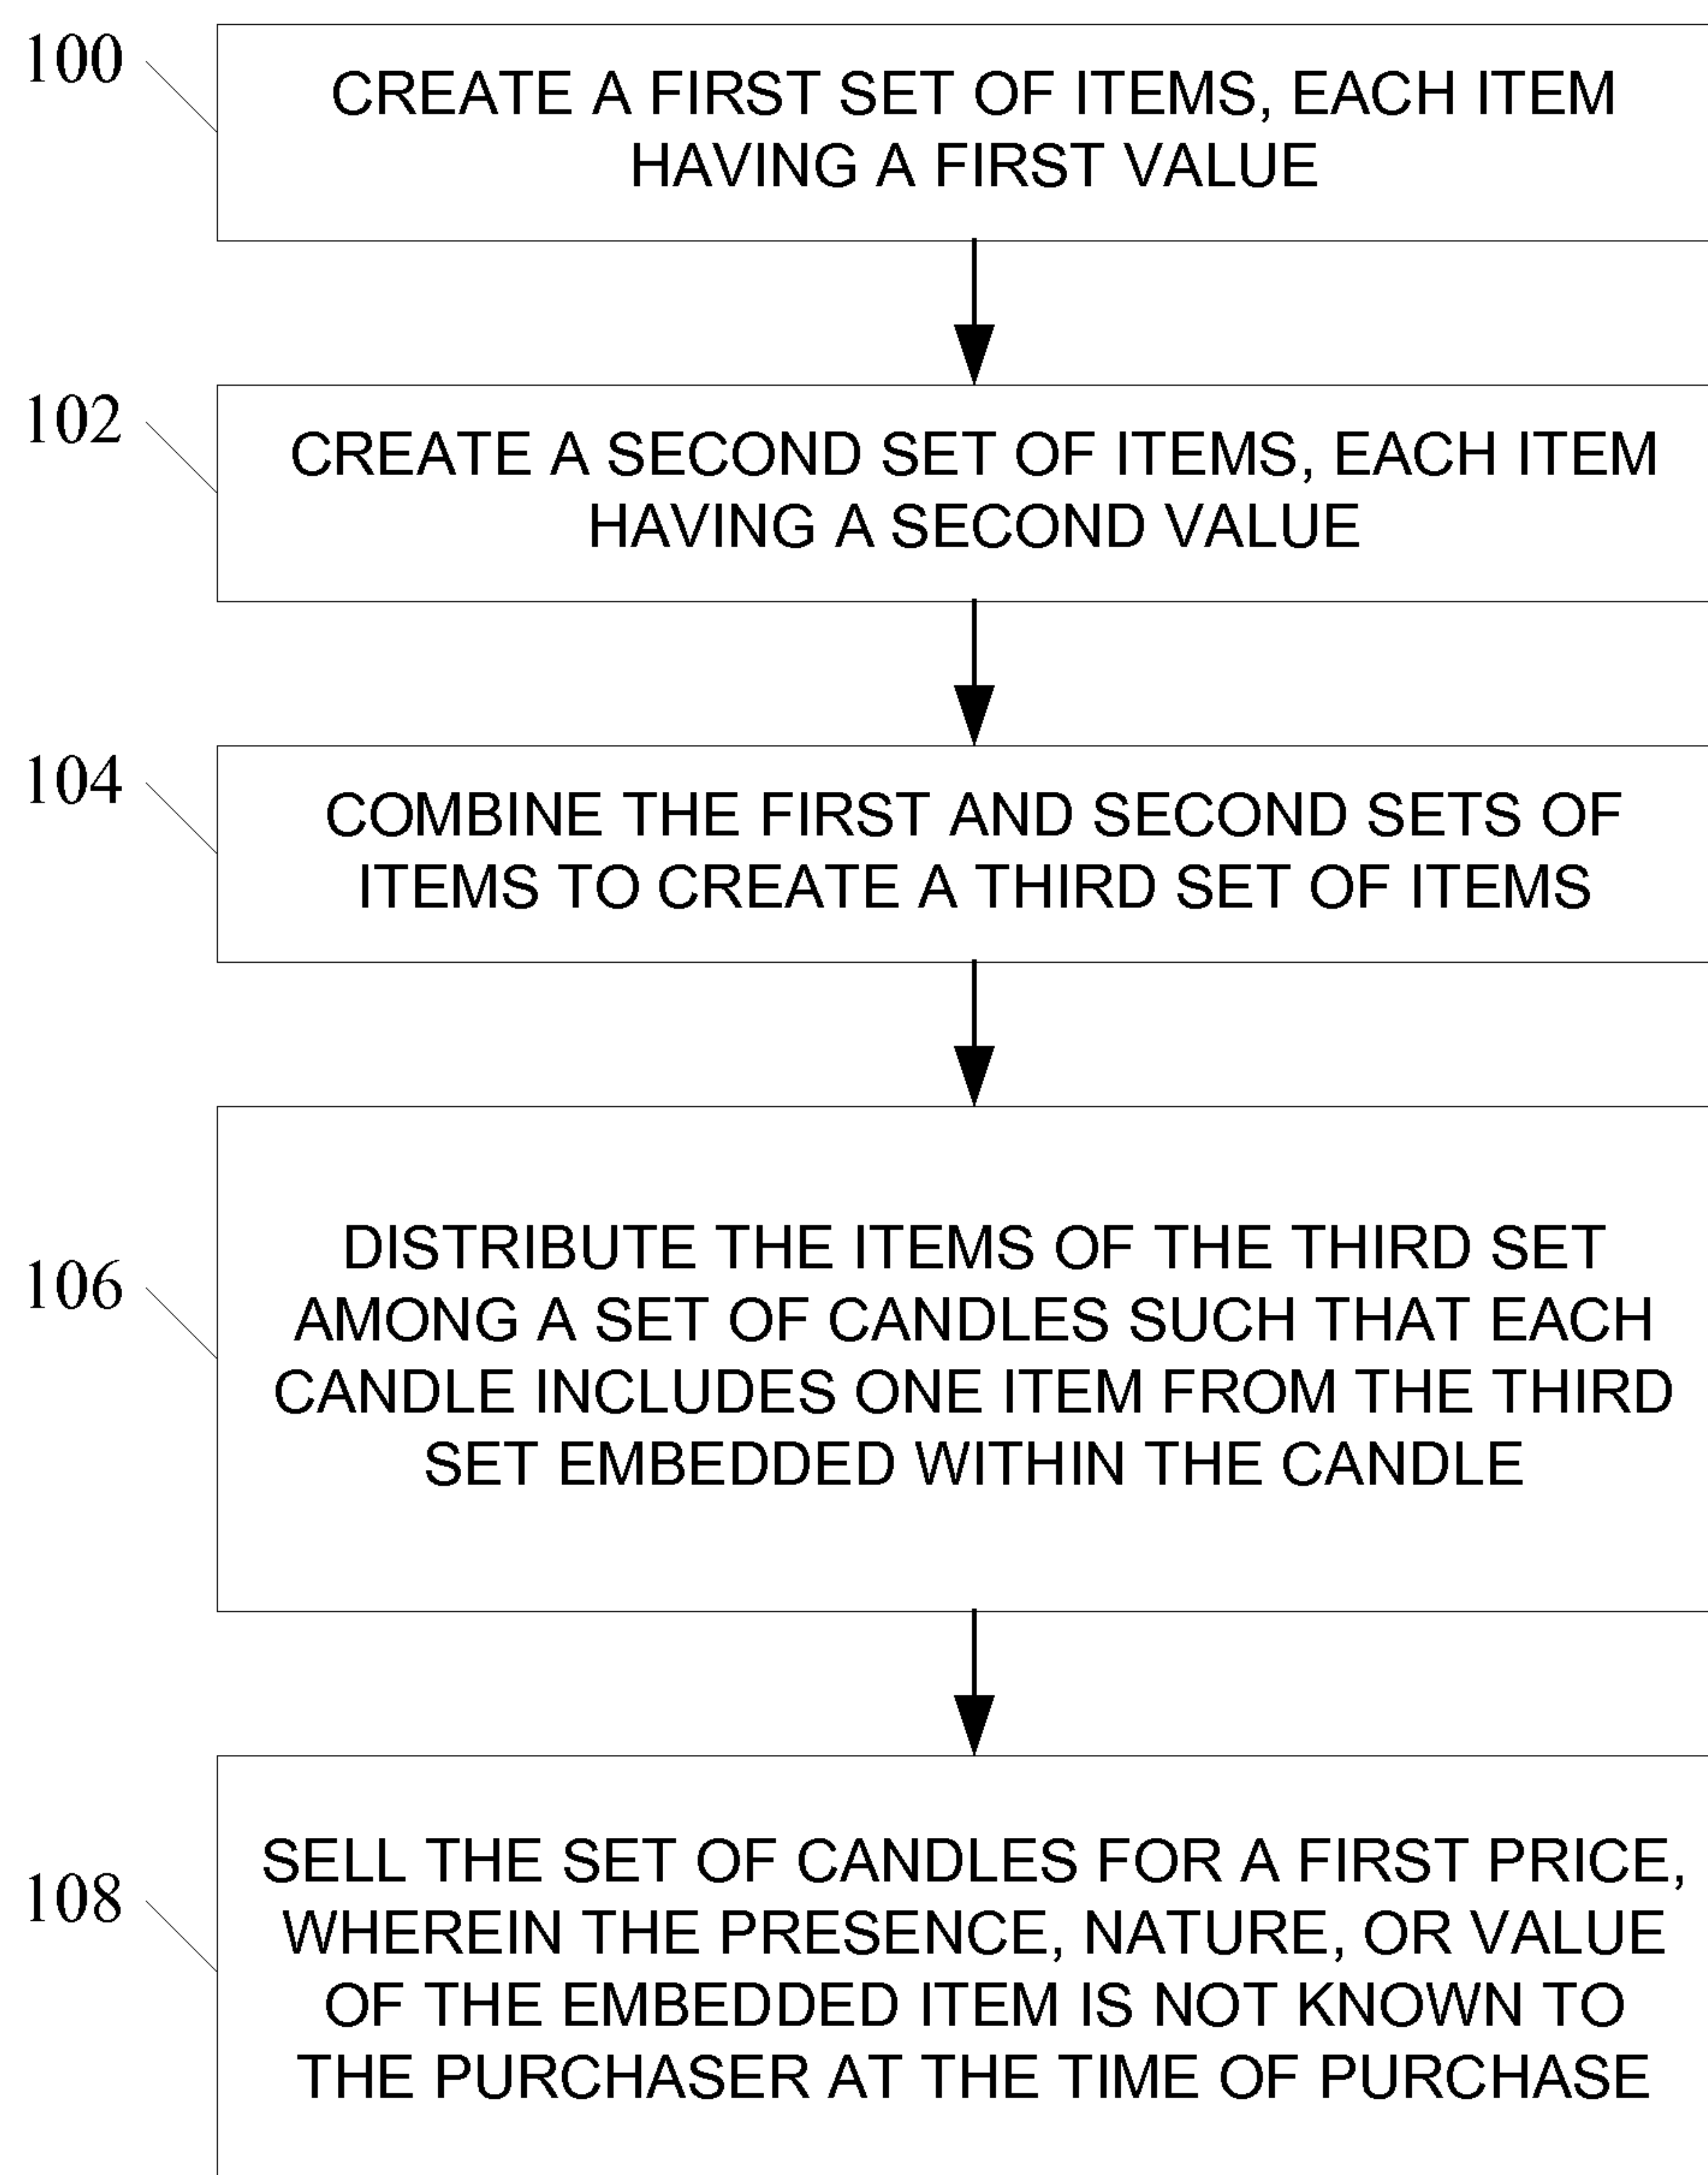 100
CREATE A FIRST SET OF ITEMS, EACH ITEM
HAVING A FIRST VALUE
102
CREATE A SECOND SET OF ITEMS, EACH ITEM
HAVING A SECOND VALUE
104
COMBINE THE FIRST AND SECOND SETS OF
ITEMS TO CREATE A THIRD SET OF ITEMS
106
DISTRIBUTE THE ITEMS OF THE THIRD SET
AMONG A SET OF CANDLES SUCH THAT EACH
CANDLE INCLUDES ONE ITEM FROM THE THIRD
SET EMBEDDED WITHIN THE CANDLE
108
SELL THE SET OF CANDLES FOR A FIRST PRICE,
WHEREIN THE PRESENCE, NATURE, OR VALUE
OF THE EMBEDDED ITEM IS NOT KNOWN TO
THE PURCHASER AT THE TIME OF PURCHASE